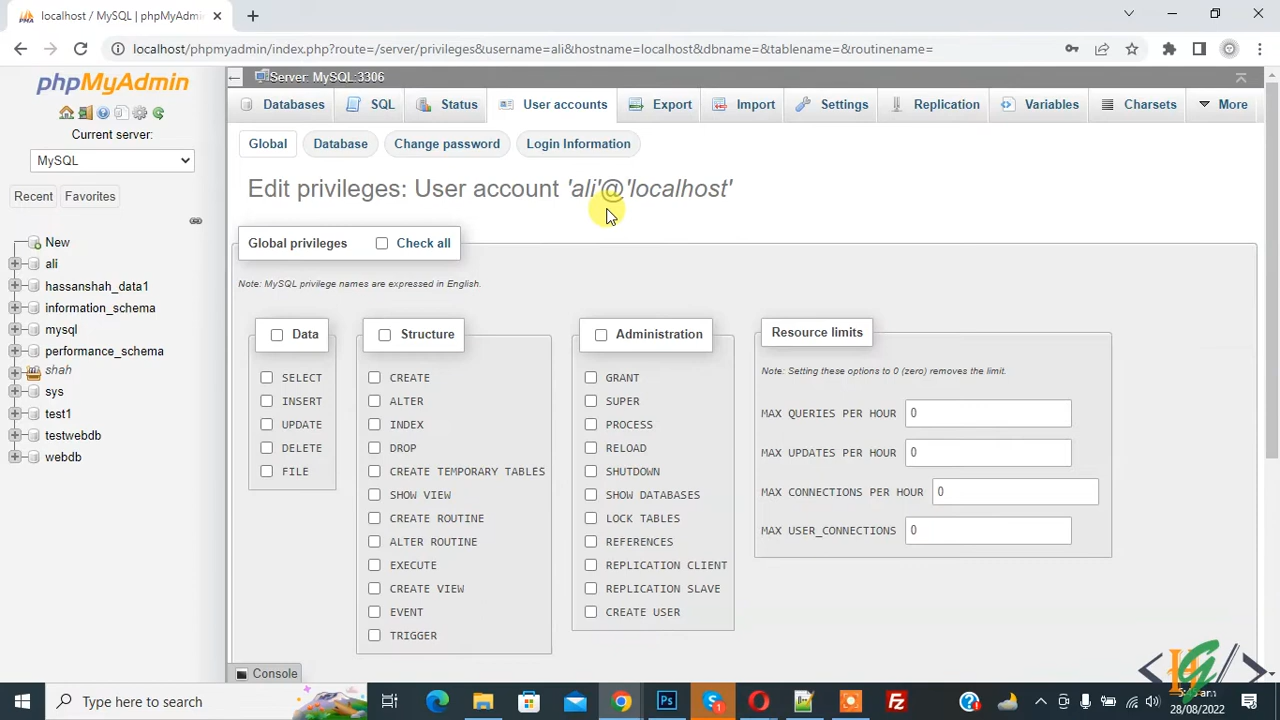 localhost / MySQL | phpMyAdmi
localhost/phpmyadmin/index.php?route=/server/privileges&username=ali&hostname=localhost&dbname=&tablename=&routinename=
phpMyAdmin
Current server:
MySQL
Recent
Favorites
New
ali
hassanshah_data1
information_schema
mysql
performance_schema
shah
sys
test1
testwebdb
webdb
Server: MySQL:3306
Databases
SQL
Status
User accounts
Export
Import
Settings
Replication
Variables
Charsets
More
Global
Database
Change password
Login Information
Edit privileges: User account 'ali'@'localhost'
Global privileges
Check all
Note: MySQL privilege names are expressed in English.
Data
SELECT
INSERT
UPDATE
DELETE
FILE
Structure
CREATE
ALTER
INDEX
DROP
CREATE TEMPORARY TABLES
SHOW VIEW
CREATE ROUTINE
ALTER ROUTINE
EXECUTE
CREATE VIEW
EVENT
TRIGGER
Administration
GRANT
SUPER
PROCESS
RELOAD
SHUTDOWN
SHOW DATABASES
LOCK TABLES
REFERENCES
REPLICATION CLIENT
REPLICATION SLAVE
CREATE USER
Resource limits
Note: Setting these options to 0 (zero) removes the limit.
MAX QUERIES PER HOUR 0
MAX UPDATES PER HOUR 0
MAX CONNECTIONS PER HOUR 0
MAX USER_CONNECTIONS 0
Console
Type here to search
Ps
1
am
28/08/2022